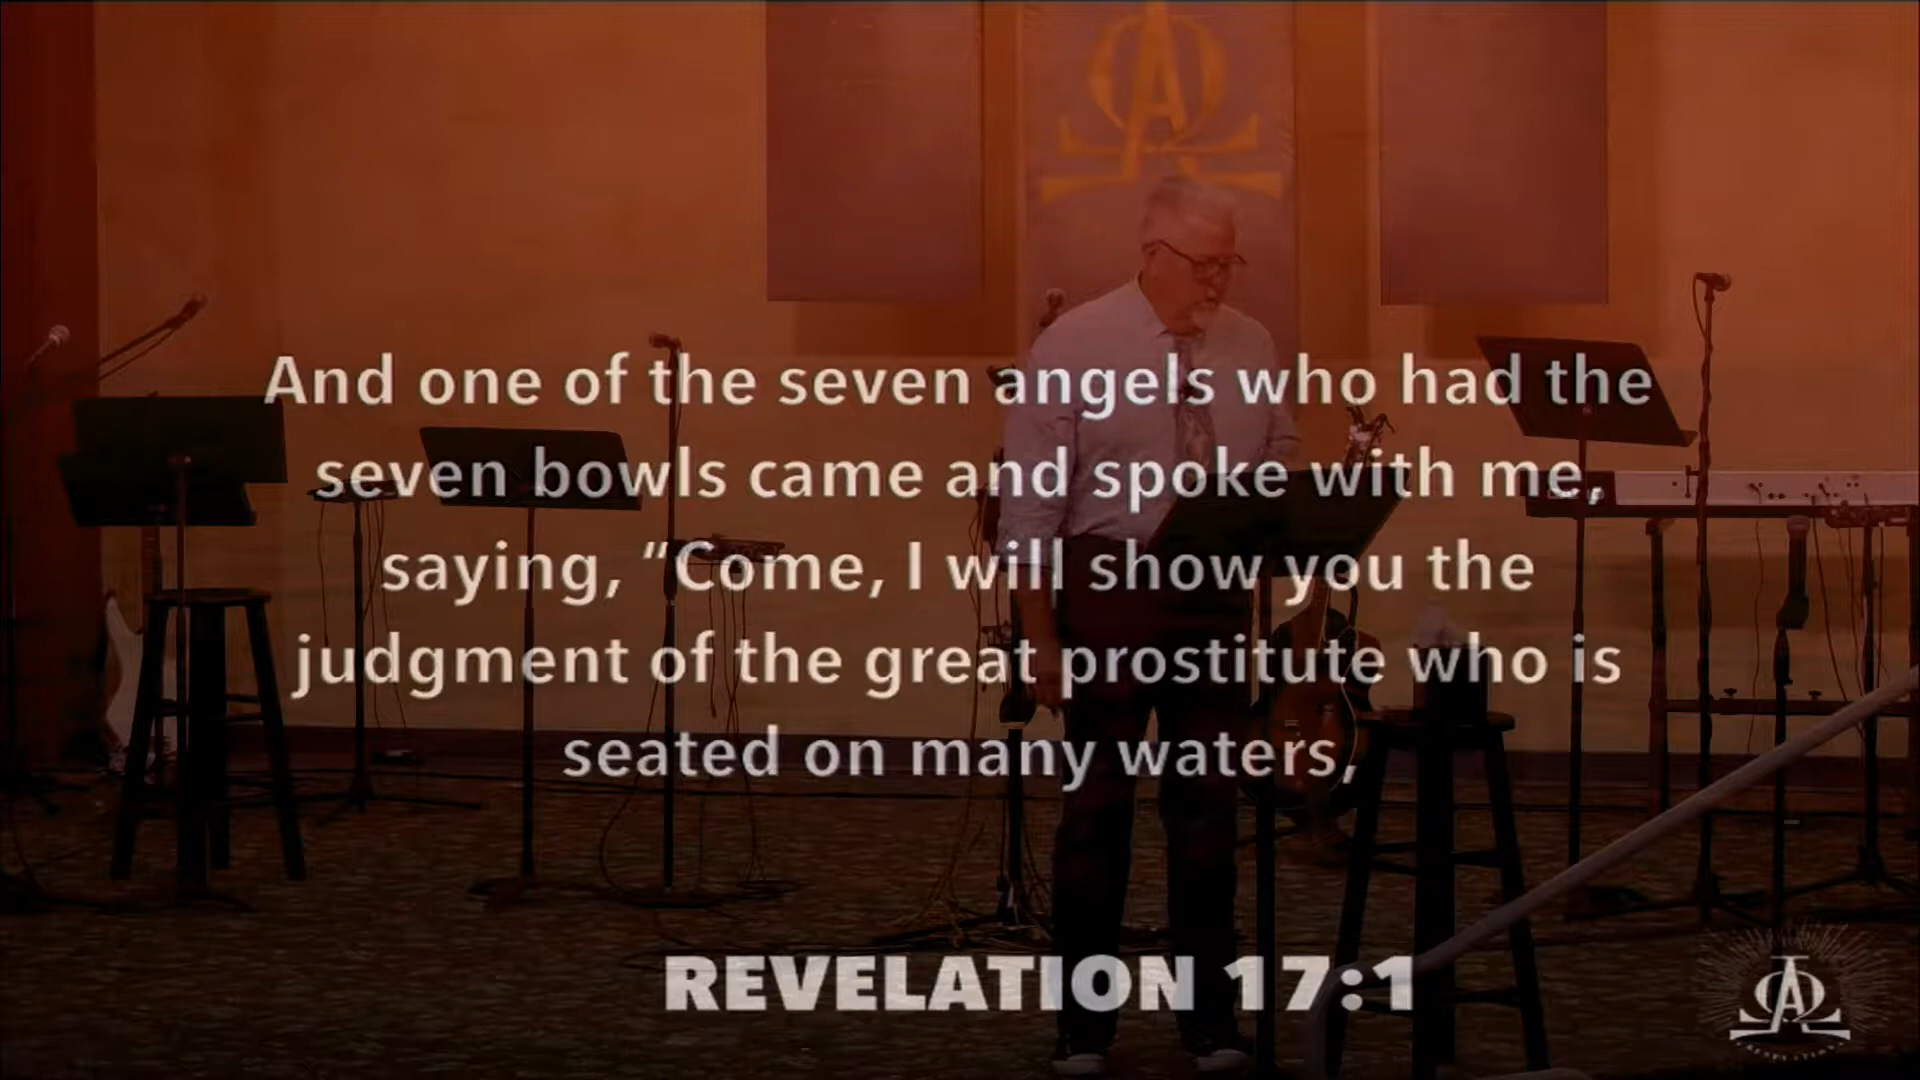 And one of the seven angels who had the
seven bowls came and spoke with me,
saying, “Come, I will show you the
judgment of the great prostitute who is
seated on many waters,
REVELATION 17:1